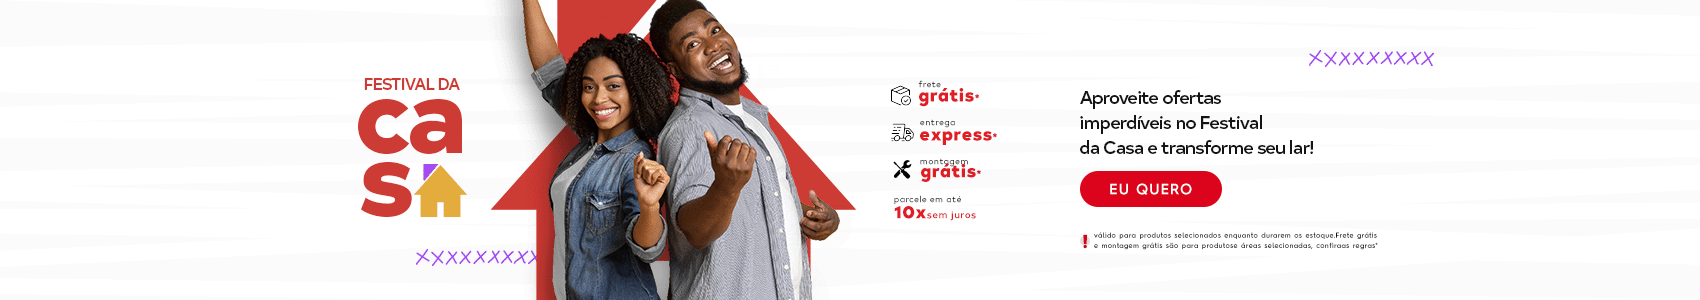 FESTIVAL DA
ca
s
frete
grátis*
entrega
express*
montagem
grátis*
parcele em até
10x sem juros
Aproveite ofertas
imperdíveis no Festival
da Casa e transforme seu lar!
EU QUERO
! válido para produtos selecionados enquanto durarem os estoque.Frete grátis
e montagem grátis são para produtose áreas selecionadas, confiraas regras*